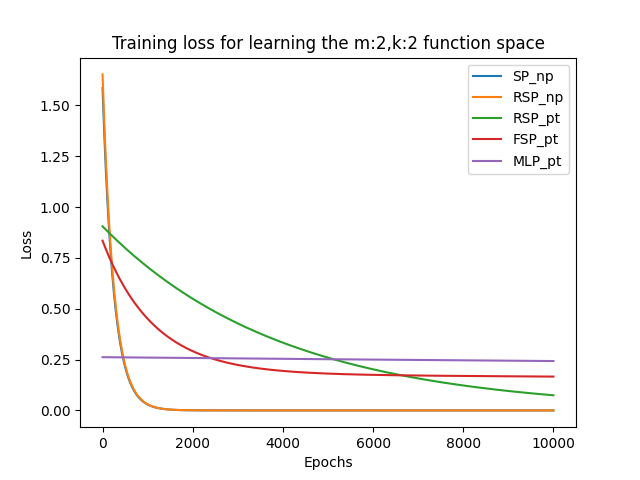 Training loss for learning the m:2,k:2 function space
SP_np
RSP_np
RSP_pt
FSP_pt
MLP_pt
Loss
1.50
1.25
1.00
0.75
0.50
0.25
0.00
0 2000 4000 6000 8000 10000
Epochs